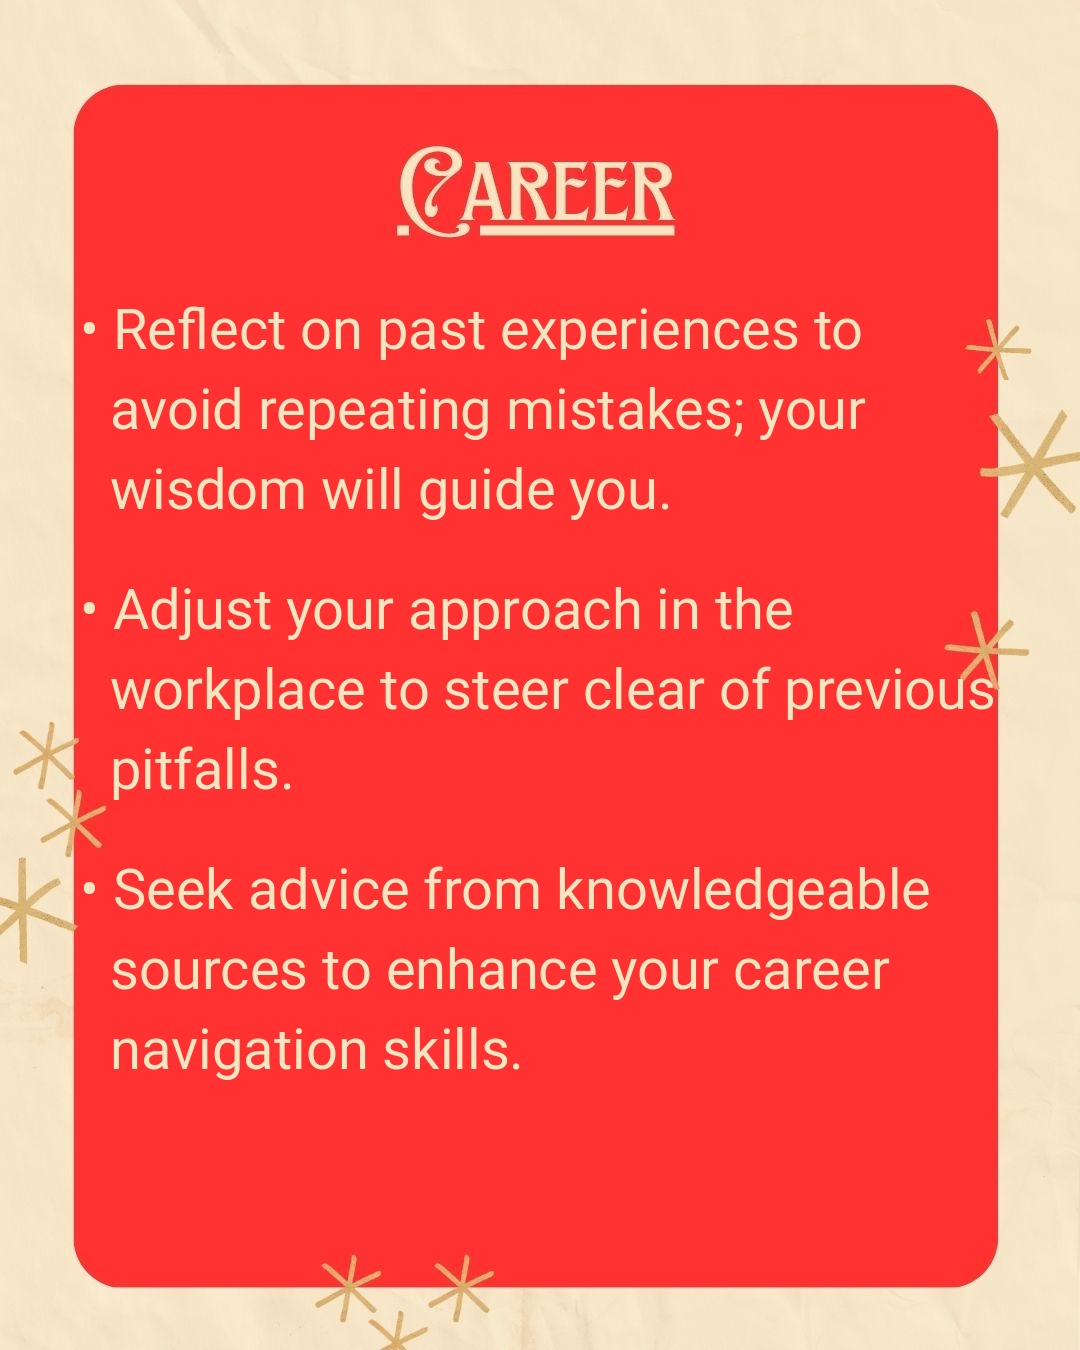 Career
• Reflect on past experiences to
avoid repeating mistakes; your
wisdom will guide you.
• Adjust your approach in the
workplace to steer clear of previous
pitfalls.
• Seek advice from knowledgeable
sources to enhance your career
navigation skills.